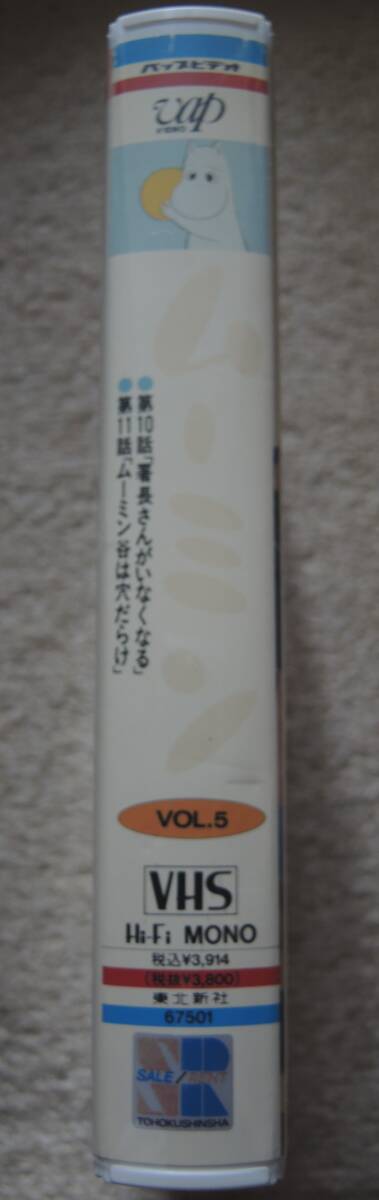 バップビデオ
vap
VIDEO
ムーミン
●第10話「署長さんがいなくなる」
●第11話「ムーミン谷は穴だらけ」
VOL.5
VHS
Hi-Fi MONO
税込¥3,914
(税抜¥3,800)
東北新社
67501
SALE/RENT
TOHOKUSHINSHA